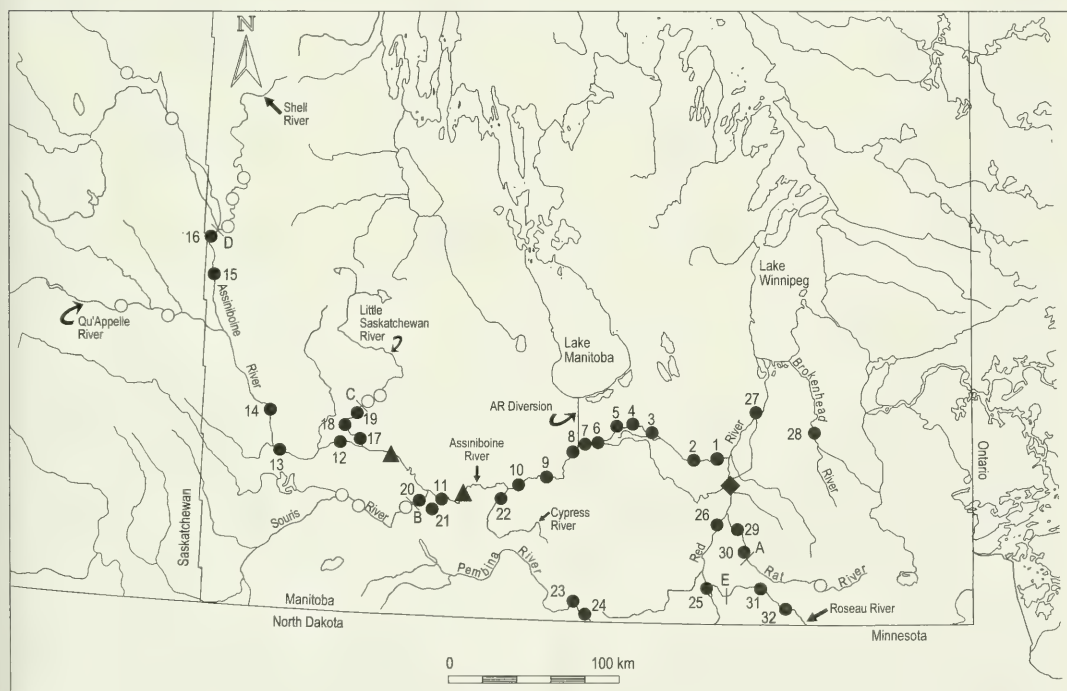 N
Shell
River
16
D
15
Assiniboine
River
Qu'Appelle
River
Little
Saskatchewan
River
Lake
Manitoba
Lake
Winnipeg
AR Diversion
Brokenhead
River
14
13
C
19
18
17
12
5
4
3
8
7
6
2
1
27
River
28
Assiniboine
River
10
9
11
20
B
21
22
Cypress
River
Souris
River
26
29
30
A
Red
Rat
River
Pembina
River
23
24
25
E
31
32
Roseau River
Saskatchewan
Manitoba
North Dakota
Ontario
Minnesota
0
100 km